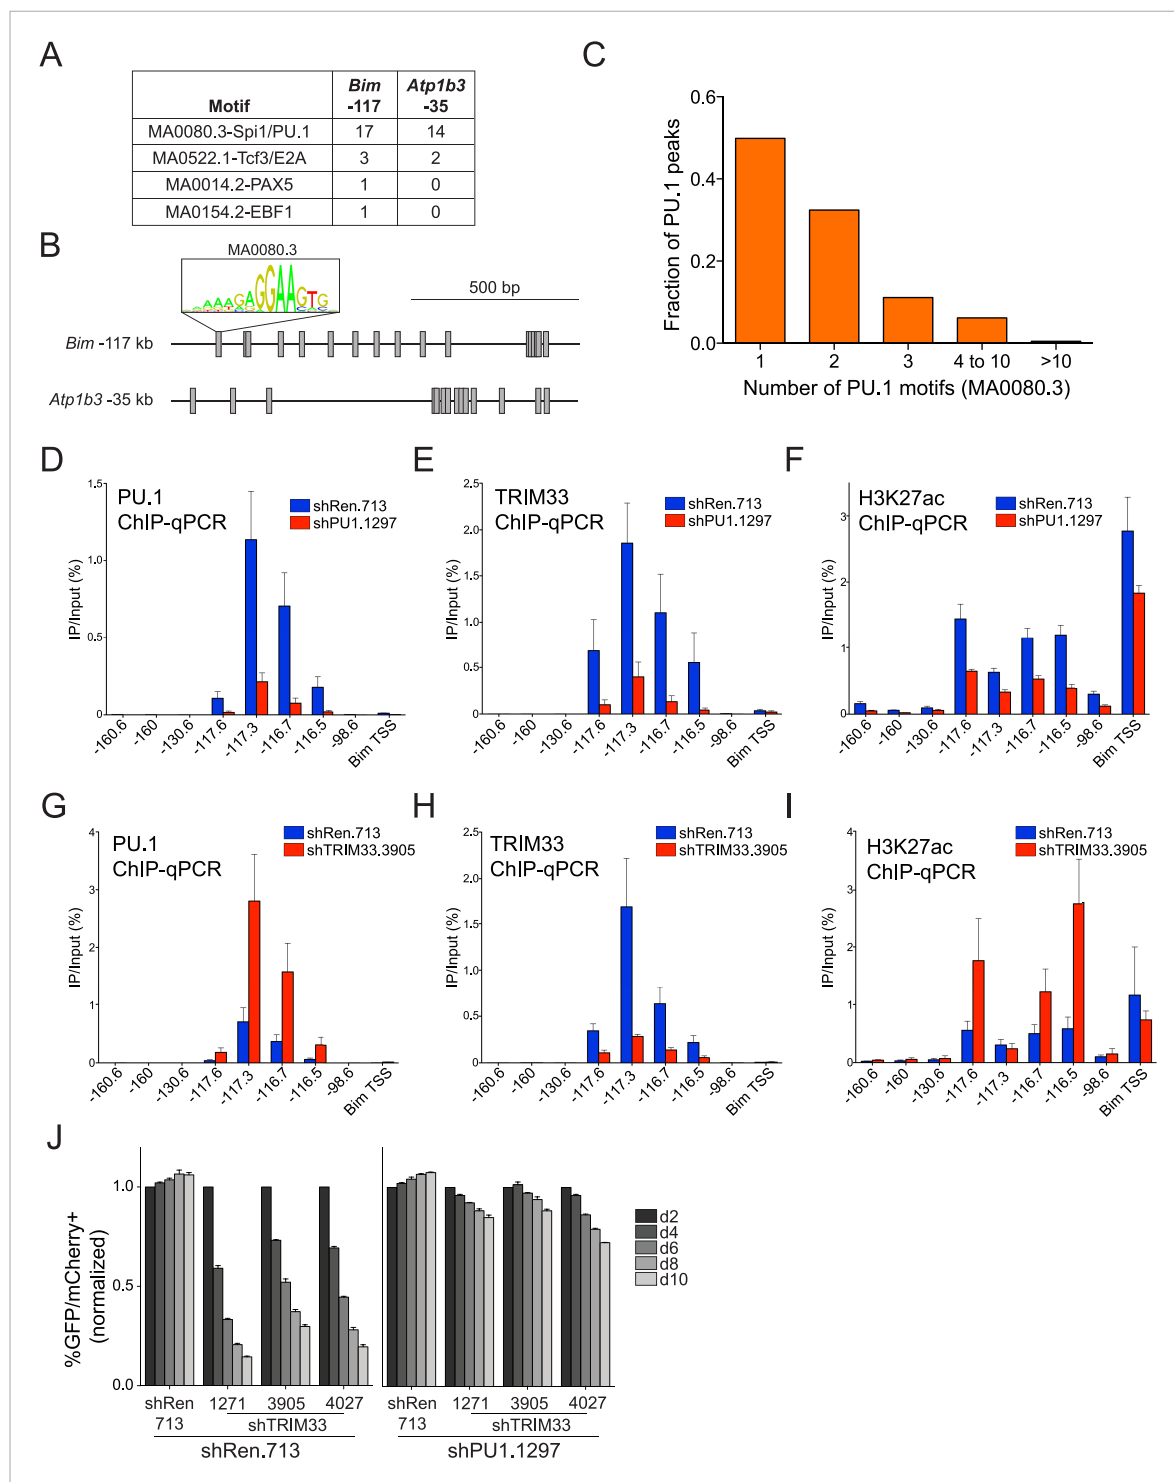 A
Motif Bim -117 Atp1b3 -35
MA0080.3-Spi1/PU.1 17 14
MA0522.1-Tcf3/E2A 3 2
MA0014.2-PAX5 1 0
MA0154.2-EBF1 1 0
B
MA0080.3
500 bp
Bim -117 kb
Atp1b3 -35 kb
C
Fraction of PU.1 peaks
0.6
0.4
0.2
0.0
1 2 3 4 to 10 >10
Number of PU.1 motifs (MA0080.3)
D
PU.1
ChIP-qPCR
shRen.713
shPU1.1297
IP/Input (%)
1.5
1.0
0.5
0
-160.6 -160 -130.6 -117.6 -117.3 -116.7 -116.5 -98.6 Bim TSS
E
TRIM33
ChIP-qPCR
shRen.713
shPU1.1297
IP/Input (%)
2.5
2.0
1.5
1.0
0.5
0
-160.6 -160 -130.6 -117.6 -117.3 -116.7 -116.5 -98.6 Bim TSS
F
H3K27ac
ChIP-qPCR
shRen.713
shPU1.1297
IP/Input (%)
3
2
1
0
-160.6 -160 -130.6 -117.6 -117.3 -116.7 -116.5 -98.6 Bim TSS
G
PU.1
ChIP-qPCR
shRen.713
shTRIM33.3905
IP/Input (%)
4
3
2
1
0
-160.6 -160 -130.6 -117.6 -117.3 -116.7 -116.5 -98.6 Bim TSS
H
TRIM33
ChIP-qPCR
shRen.713
shTRIM33.3905
IP/Input (%)
2.5
2.0
1.5
1.0
0.5
0
-160.6 -160 -130.6 -117.6 -117.3 -116.7 -116.5 -98.6 Bim TSS
I
H3K27ac
ChIP-qPCR
shRen.713
shTRIM33.3905
IP/Input (%)
4
3
2
1
0
-160.6 -160 -130.6 -117.6 -117.3 -116.7 -116.5 -98.6 Bim TSS
J
%GFP/mCherry+
(normalized)
1.0
0.5
0.0
shRen 713 1271 3905 4027
shTRIM33
shRen.713
shRen 713 1271 3905 4027
shTRIM33
shPU1.1297
d2
d4
d6
d8
d10